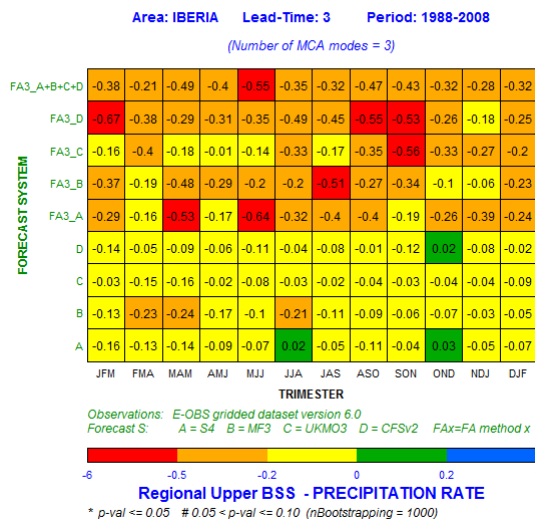 Area: IBERIA Lead-Time: 3 Period: 1988-2008
(Number of MCA modes = 3)
FORECAST SYSTEM
FA3_A+B+C+D -0.38 -0.21 -0.49 -0.4 -0.55 -0.35 -0.32 -0.47 -0.43 -0.32 -0.28 -0.32
FA3_D -0.67 -0.38 -0.29 -0.31 -0.35 -0.49 -0.45 -0.55 -0.53 -0.26 -0.18 -0.25
FA3_C -0.16 -0.4 -0.18 -0.01 -0.14 -0.33 -0.17 -0.35 -0.56 -0.33 -0.27 -0.2
FA3_B -0.37 -0.19 -0.48 -0.29 -0.2 -0.2 -0.51 -0.27 -0.34 -0.1 -0.06 -0.23
FA3_A -0.29 -0.16 -0.53 -0.17 -0.64 -0.32 -0.4 -0.4 -0.19 -0.26 -0.39 -0.24
D -0.14 -0.05 -0.09 -0.06 -0.11 -0.04 -0.08 -0.01 -0.12 0.02 -0.08 -0.02
C -0.03 -0.15 -0.16 -0.02 -0.08 -0.03 -0.02 -0.04 -0.03 -0.04 -0.04 -0.09
B -0.13 -0.23 -0.24 -0.17 -0.1 -0.21 -0.11 -0.09 -0.06 -0.07 -0.03 -0.05
A -0.16 -0.13 -0.14 -0.09 -0.07 0.02 -0.05 -0.11 -0.04 0.03 -0.05 -0.07
JFM FMA MAM AMJ MJJ JJA JAS ASO SON OND NDJ DJF
TRIMESTER
Observations: E-OBS gridded dataset version 6.0
Forecast S: A = S4 B = MF3 C = UKMO3 D = CFSv2 FAx=FA method x
-6 -0.5 -0.2 0 0.2
Regional Upper BSS - PRECIPITATION RATE
* p-val <= 0.05 # 0.05 < p-val <= 0.10 (nBootstrapping = 1000)